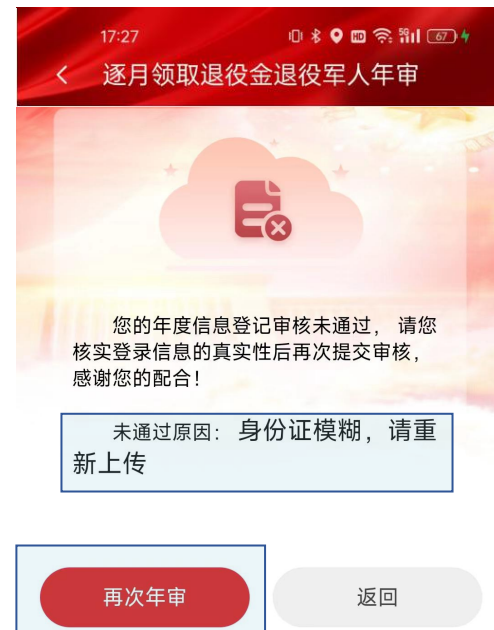 17:27 HD 5G 67
逐月领取退役金退役军人年审
您的年度信息登记审核未通过，请您
核实登录信息的真实性后再次提交审核，
感谢您的配合！
未通过原因：身份证模糊，请重
新上传
再次年审 返回